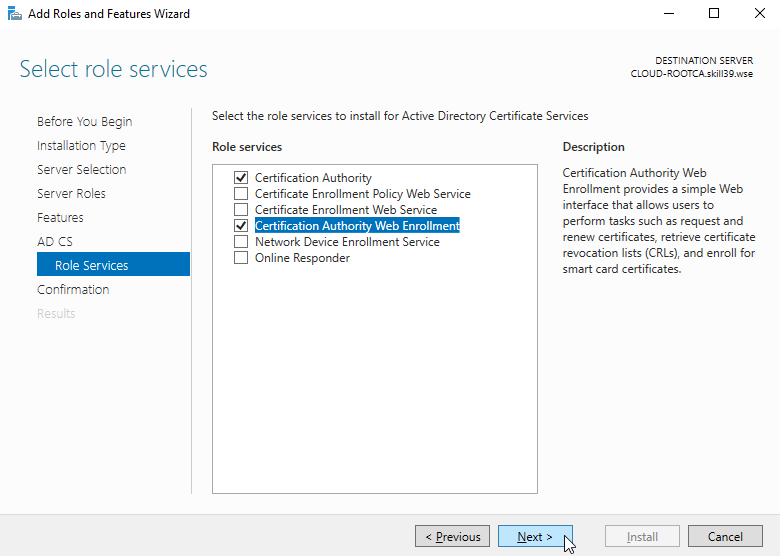 Add Roles and Features Wizard
Select role services
DESTINATION SERVER
CLOUD-ROOTCA.skill39.wse
Before You Begin
Installation Type
Server Selection
Server Roles
Features
AD CS
Role Services
Confirmation
Results
Select the role services to install for Active Directory Certificate Services
Role services
Certification Authority
Certificate Enrollment Policy Web Service
Certificate Enrollment Web Service
Certification Authority Web Enrollment
Network Device Enrollment Service
Online Responder
Description
Certification Authority Web
Enrollment provides a simple Web
interface that allows users to
perform tasks such as request and
renew certificates, retrieve certificate
revocation lists (CRLs), and enroll for
smart card certificates.
< Previous
Next >
Install
Cancel